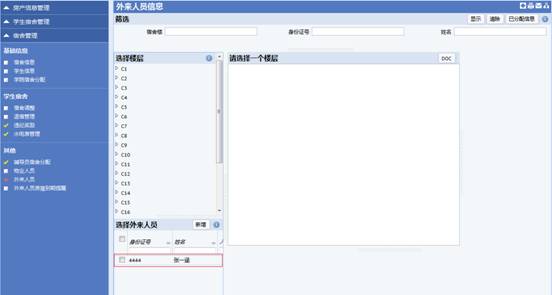 房产信息管理
学生宿舍管理
宿舍管理
基础信息
宿舍信息
学生信息
学院宿舍分配
学生宿舍
宿舍调整
退宿管理
违纪奖励
水电房管理
其他
辅导员宿舍分配
物业人员
外来人员
外来人员房屋到期提醒
外来人员信息
筛选
显示
清除
已分配信息
宿舍楼
身份证号
姓名
选择楼层
C1
C2
C3
C4
C5
C6
C7
C8
C9
C10
C11
C12
C13
C14
C15
C16
请选择一个楼层
DOC
选择外来人员
新增
身份证号
姓名
4444
张一涵